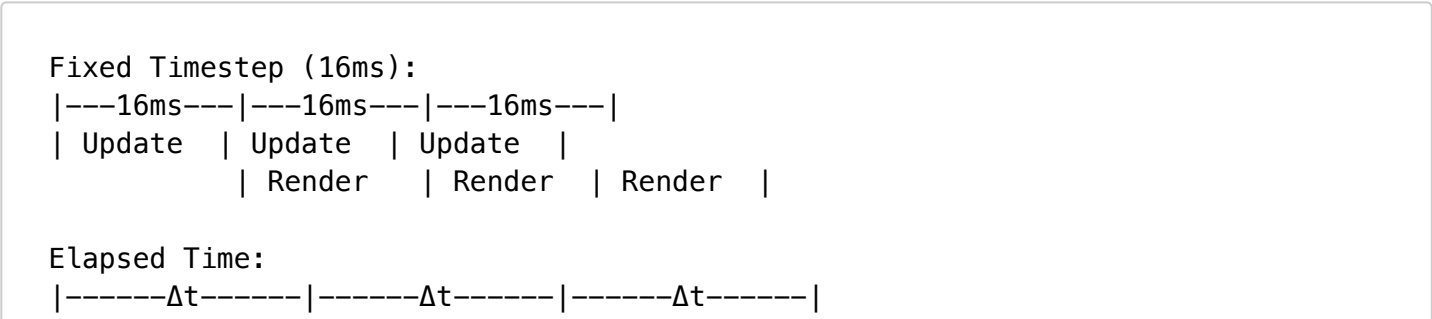 Fixed Timestep (16ms):
|---16ms---|---16ms---|---16ms---|
| Update  | Update  | Update  |
           | Render   | Render  | Render  |
Elapsed Time:
|------Δt------|------Δt------|------Δt------|